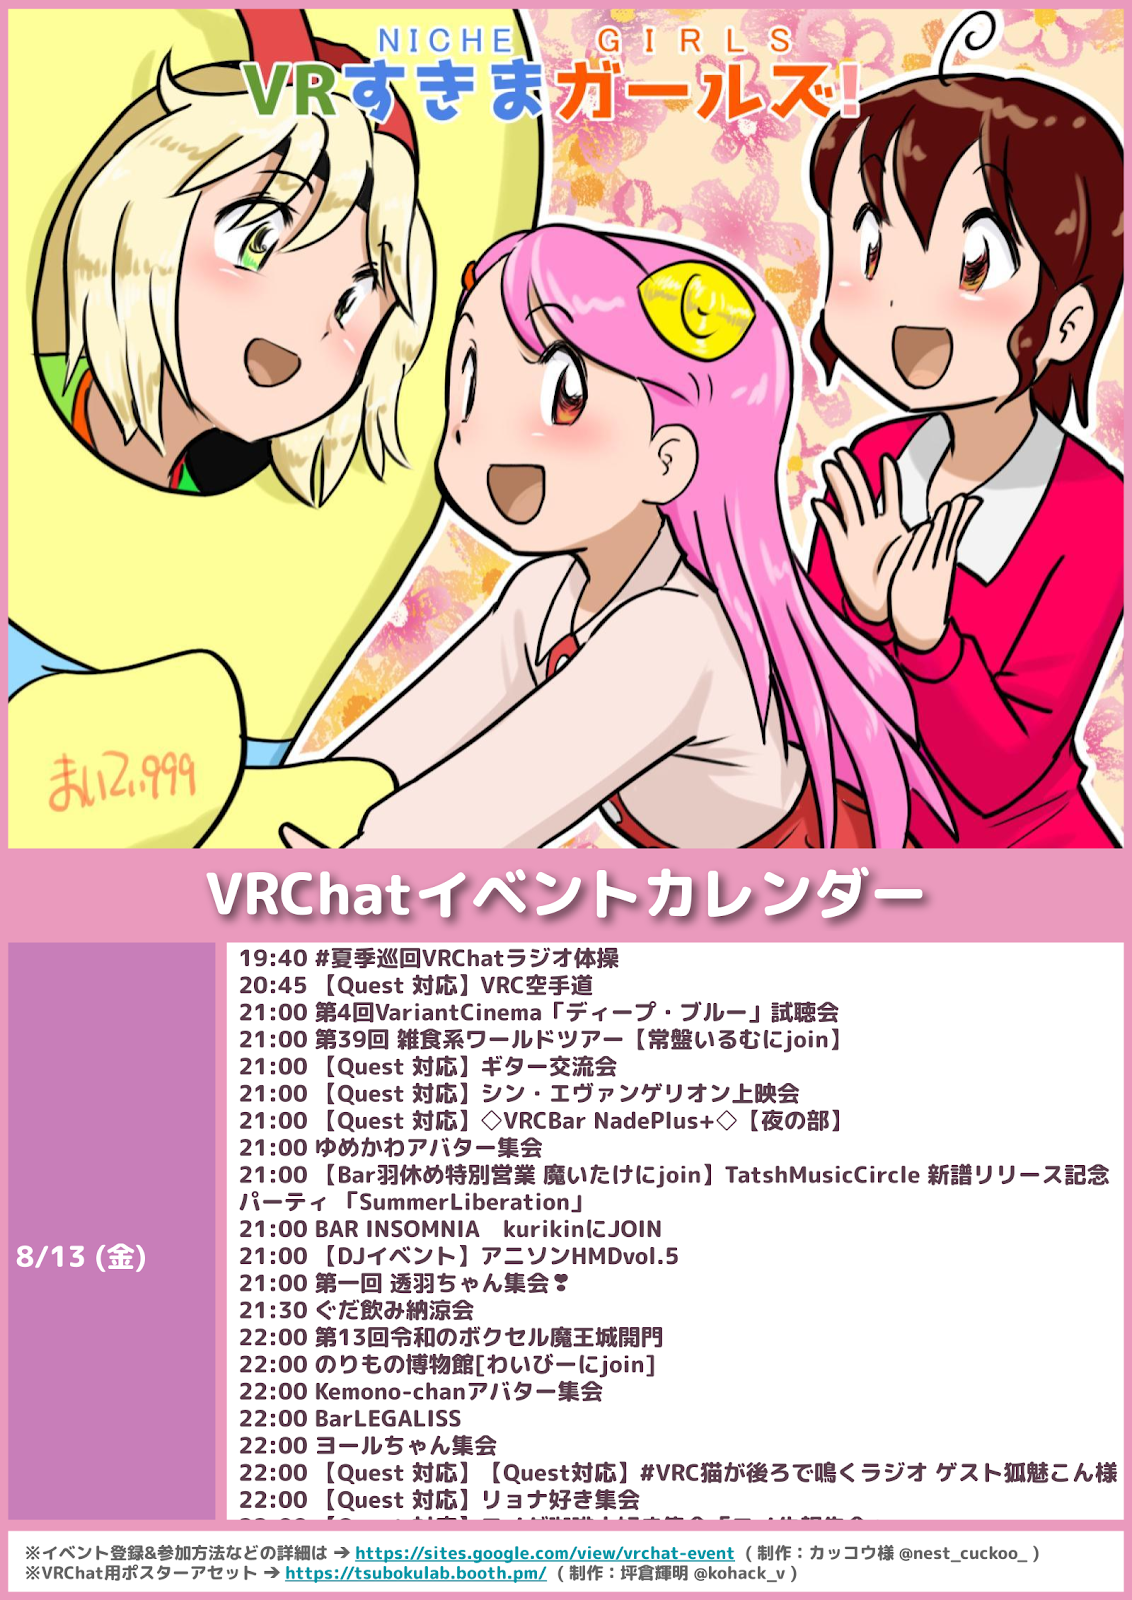 NICHE GIRLS
VRすきまガールズ!
まいてぃ999
VRChatイベントカレンダー
8/13 (金)
19:40 #夏季巡回VRChatラジオ体操
20:45 【Quest 対応】VRC空手道
21:00 第4回VariantCinema「ディープ・ブルー」試聴会
21:00 第39回 雑食系ワールドツアー【常盤いるむにjoin】
21:00 【Quest 対応】ギター交流会
21:00 【Quest 対応】シン・エヴァンゲリオン上映会
21:00 【Quest 対応】◇VRCBar NadePlus+◇【夜の部】
21:00 ゆめかわアバター集会
21:00 【Bar羽休め特別営業 魔いたけにjoin】TatshMusicCircle 新譜リリース記念
パーティ 「SummerLiberation」
21:00 BAR INSOMNIA　kurikinにJOIN
21:00 【DJイベント】アニソンHMDvol.5
21:00 第一回 透羽ちゃん集会❣
21:30 ぐだ飲み納涼会
22:00 第13回令和のボクセル魔王城開門
22:00 のりもの博物館[わいびーにjoin]
22:00 Kemono-chanアバター集会
22:00 BarLEGALISS
22:00 ヨールちゃん集会
22:00 【Quest 対応】【Quest対応】#VRC猫が後ろで鳴くラジオ ゲスト狐魅こん様
22:00 【Quest 対応】リョナ好き集会
※イベント登録&参加方法などの詳細は ➔ https://sites.google.com/view/vrchat-event ( 制作：カッコウ様 @nest_cuckoo_ )
※VRChat用ポスターアセット ➔ https://tsubokulab.booth.pm/ ( 制作：坪倉輝明 @kohack_v )